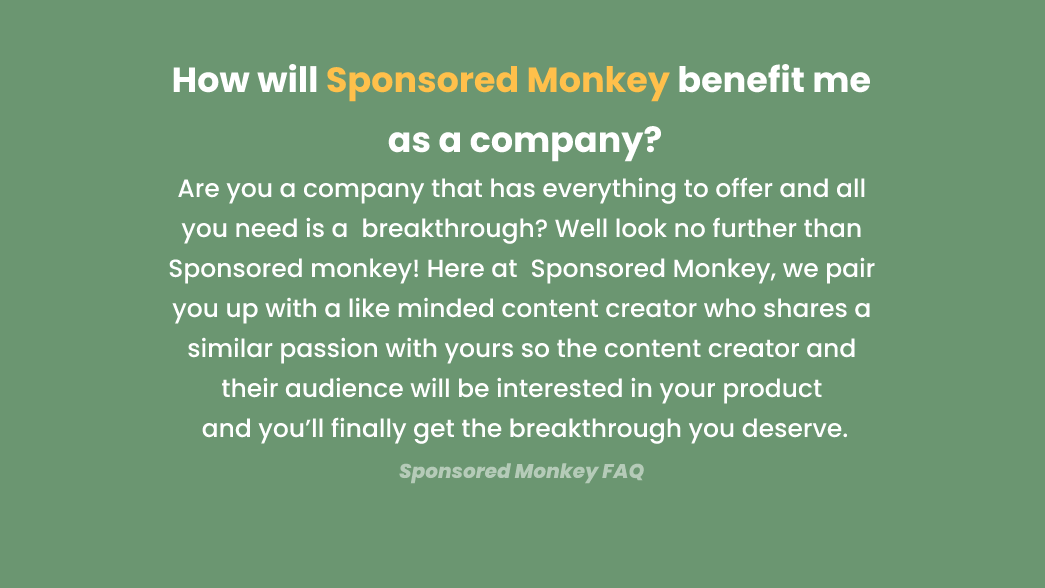 How will Sponsored Monkey benefit me
as a company?
Are you a company that has everything to offer and all
you need is a  breakthrough? Well look no further than
Sponsored monkey! Here at  Sponsored Monkey, we pair
you up with a like minded content creator who shares a
similar passion with yours so the content creator and
their audience will be interested in your product
and you’ll finally get the breakthrough you deserve.
Sponsored Monkey FAQ